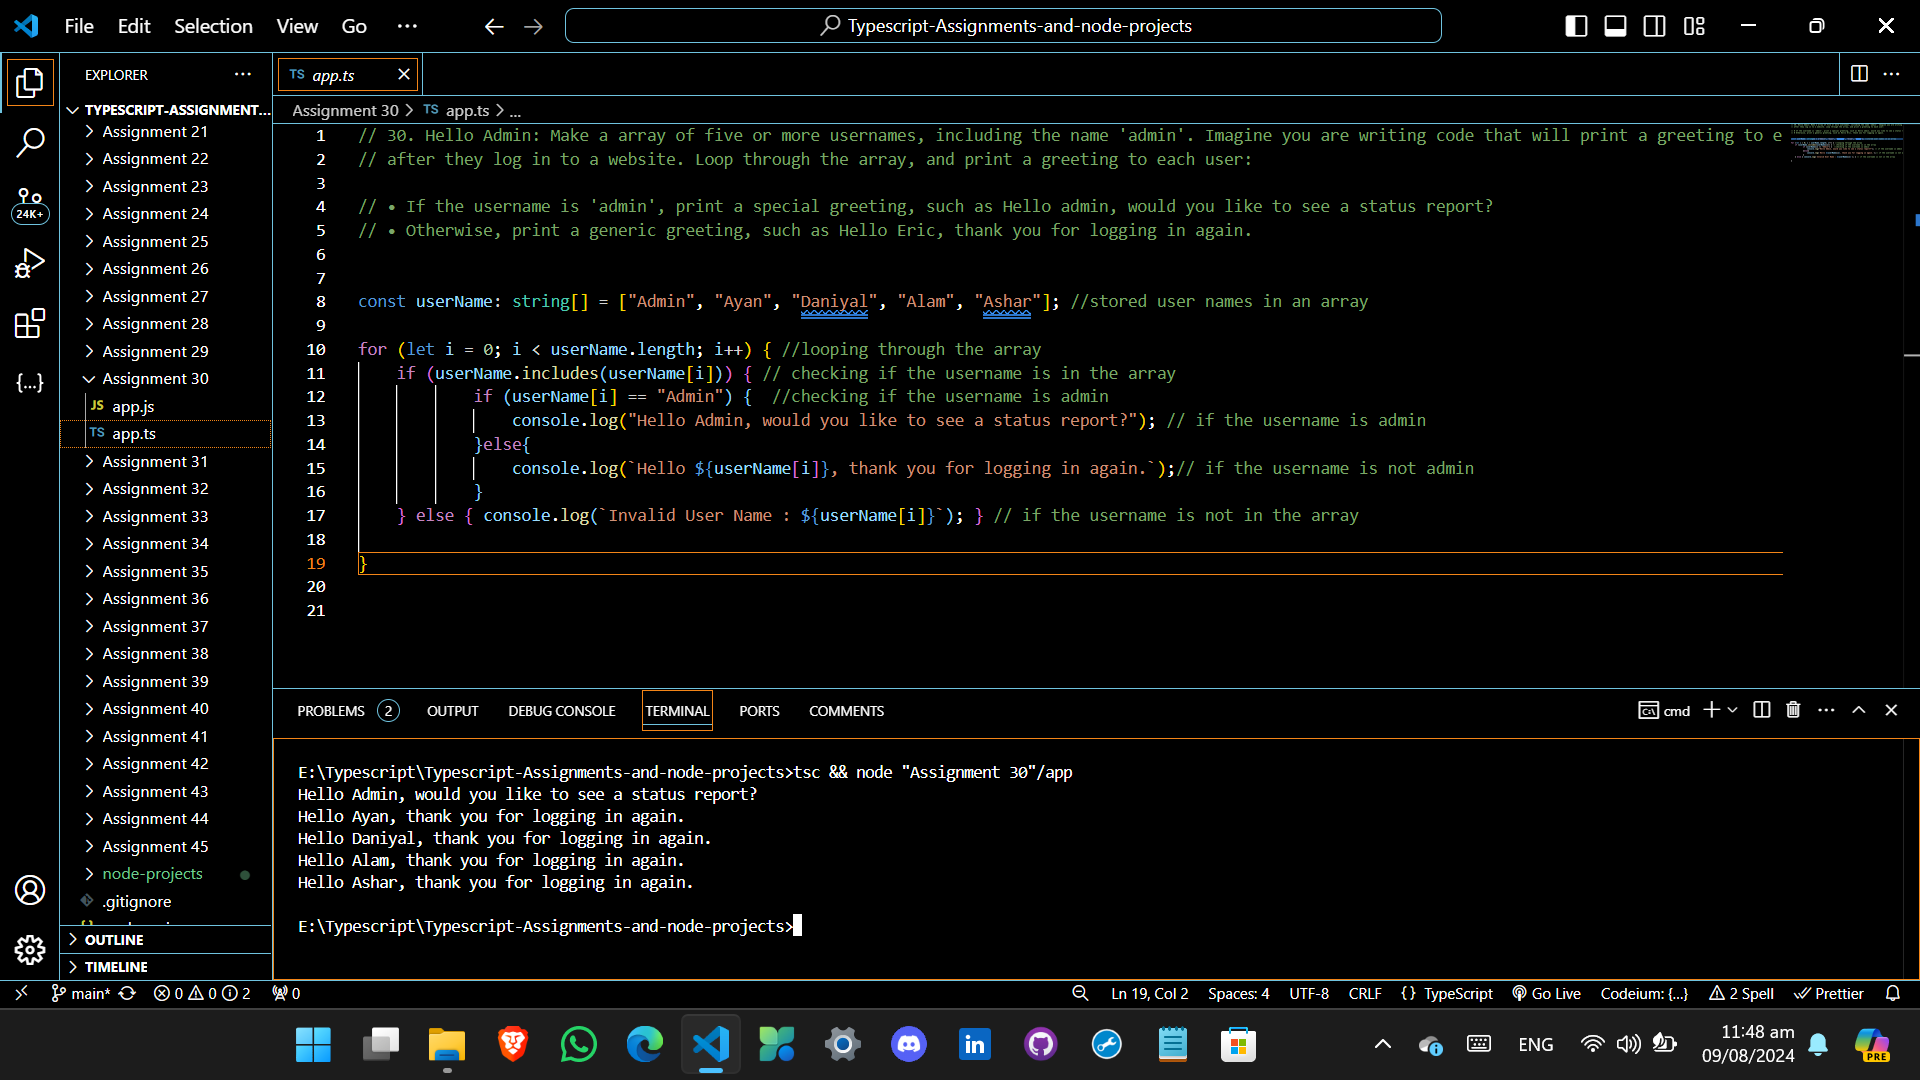 File Edit Selection View Go ···
Typescript-Assignments-and-node-projects
EXPLORER ···
TS app.ts
TYPESCRIPT-ASSIGNMENT...
Assignment 21
Assignment 22
Assignment 23
Assignment 24
Assignment 25
Assignment 26
Assignment 27
Assignment 28
Assignment 29
Assignment 30
JS app.js
TS app.ts
Assignment 31
Assignment 32
Assignment 33
Assignment 34
Assignment 35
Assignment 36
Assignment 37
Assignment 38
Assignment 39
Assignment 40
Assignment 41
Assignment 42
Assignment 43
Assignment 44
Assignment 45
node-projects
.gitignore
OUTLINE
TIMELINE
24K+
Assignment 30 > TS app.ts > ...
1 // 30. Hello Admin: Make a array of five or more usernames, including the name 'admin'. Imagine you are writing code that will print a greeting to e
2 // after they log in to a website. Loop through the array, and print a greeting to each user:
3
4 // • If the username is 'admin', print a special greeting, such as Hello admin, would you like to see a status report?
5 // • Otherwise, print a generic greeting, such as Hello Eric, thank you for logging in again.
6
7
8 const userName: string[] = ["Admin", "Ayan", "Daniyal", "Alam", "Ashar"]; //stored user names in an array
9
10 for (let i = 0; i < userName.length; i++) { //looping through the array
11 if (userName.includes(userName[i])) { // checking if the username is in the array
12 if (userName[i] == "Admin") { //checking if the username is admin
13 console.log("Hello Admin, would you like to see a status report?"); // if the username is admin
14 }else{
15 console.log(`Hello ${userName[i]}, thank you for logging in again.`);// if the username is not admin
16 }
17 } else { console.log(`Invalid User Name : ${userName[i]}`); } // if the username is not in the array
18
19 }
20
21
PROBLEMS 2 OUTPUT DEBUG CONSOLE TERMINAL PORTS COMMENTS
cmd
E:\Typescript\Typescript-Assignments-and-node-projects>tsc && node "Assignment 30"/app
Hello Admin, would you like to see a status report?
Hello Ayan, thank you for logging in again.
Hello Daniyal, thank you for logging in again.
Hello Alam, thank you for logging in again.
Hello Ashar, thank you for logging in again.
E:\Typescript\Typescript-Assignments-and-node-projects>
main* 0 0 2 0
Ln 19, Col 2 Spaces: 4 UTF-8 CRLF {} TypeScript Go Live Codeium: {...} 2 Spell Prettier
ENG
11:48 am
09/08/2024
PRE